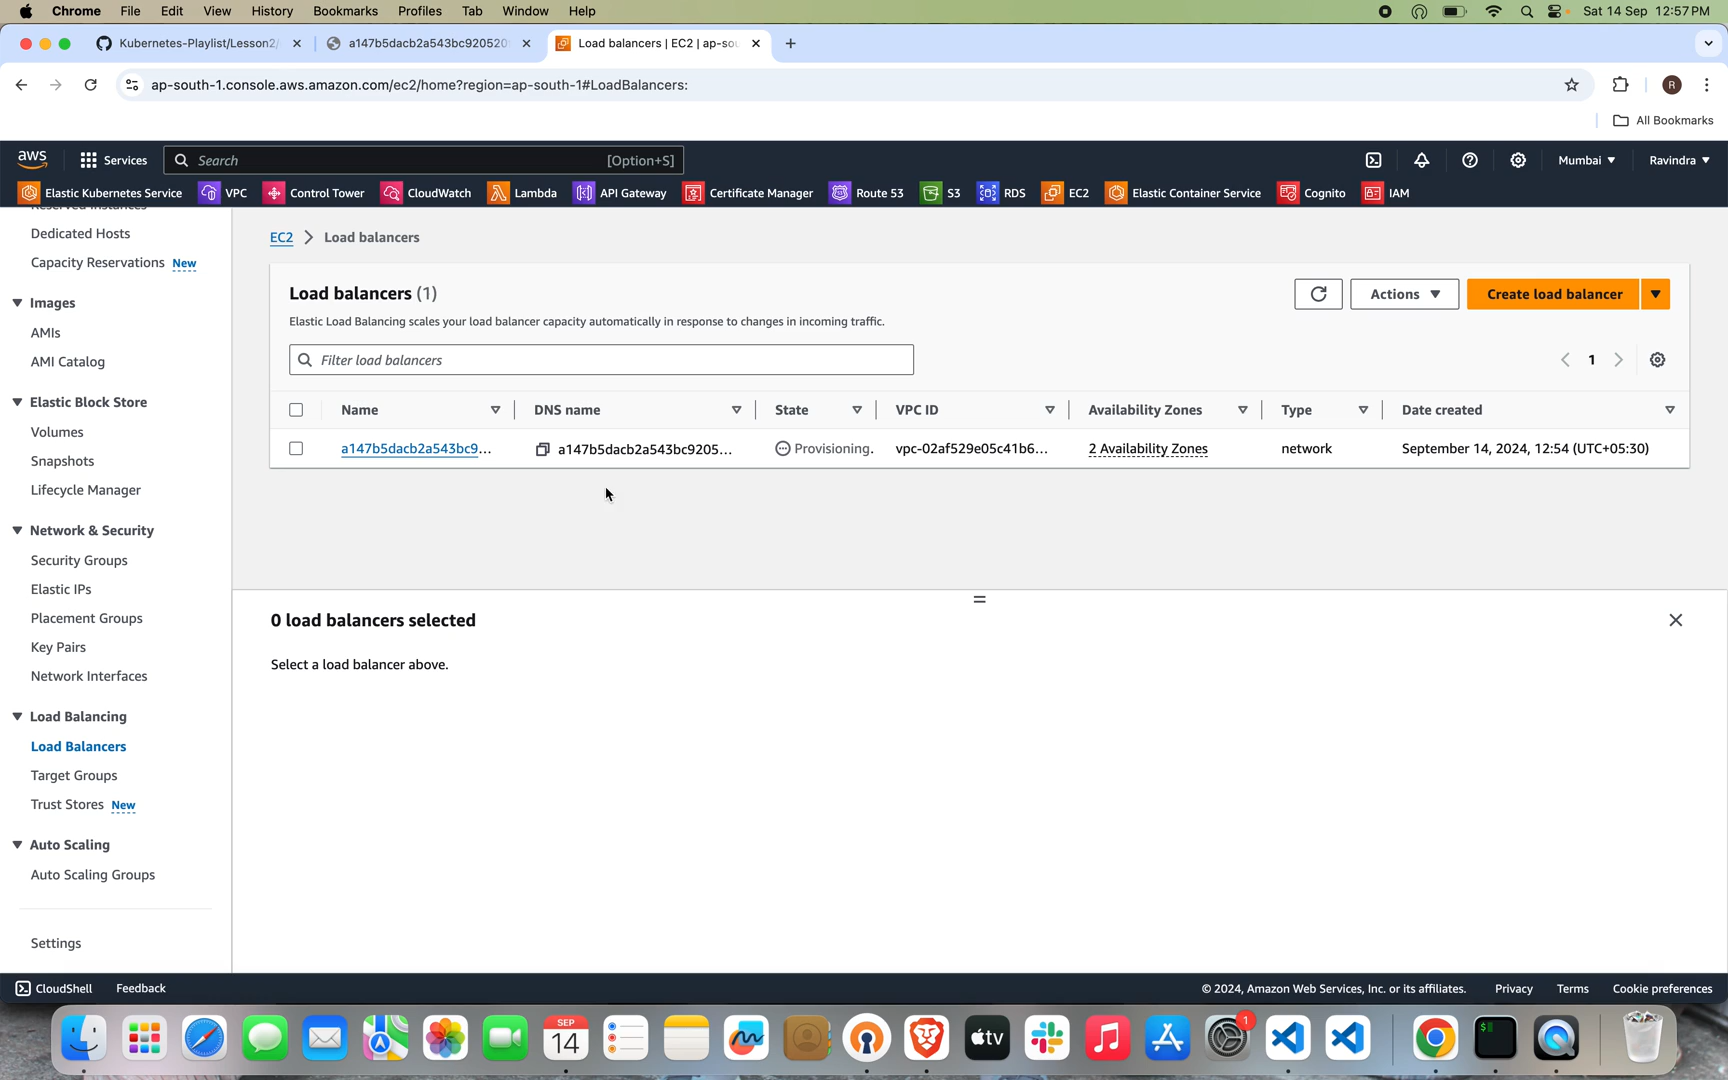 Chrome File Edit View History Bookmarks Profiles Tab Window Help Sat 14 Sep 12:57 PM
Kubernetes-Playlist/Lesson2/ a147b5dacb2a543bc920520 Load balancers | EC2 | ap-sou
ap-south-1.console.aws.amazon.com/ec2/home?region=ap-south-1#LoadBalancers: R
All Bookmarks
aws Services Search [Option+S] Mumbai Ravindra
Elastic Kubernetes Service VPC Control Tower CloudWatch Lambda API Gateway Certificate Manager Route 53 S3 RDS EC2 Elastic Container Service Cognito IAM
Reserved Instances
Dedicated Hosts
Capacity Reservations New
Images
AMIs
AMI Catalog
Elastic Block Store
Volumes
Snapshots
Lifecycle Manager
Network & Security
Security Groups
Elastic IPs
Placement Groups
Key Pairs
Network Interfaces
Load Balancing
Load Balancers
Target Groups
Trust Stores New
Auto Scaling
Auto Scaling Groups
Settings
EC2 > Load balancers
Load balancers (1)
Actions Create load balancer
Elastic Load Balancing scales your load balancer capacity automatically in response to changes in incoming traffic.
Filter load balancers 1
Name DNS name State VPC ID Availability Zones Type Date created
a147b5dacb2a543bc9... a147b5dacb2a543bc9205... Provisioning. vpc-02af529e05c41b6... 2 Availability Zones network September 14, 2024, 12:54 (UTC+05:30)
0 load balancers selected
Select a load balancer above.
CloudShell Feedback © 2024, Amazon Web Services, Inc. or its affiliates. Privacy Terms Cookie preferences
SEP
14
tv
1
$